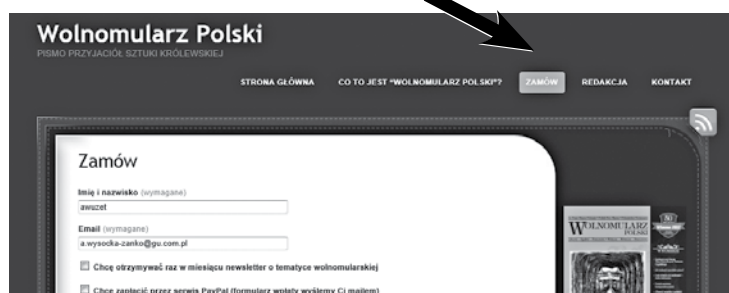 Wolnomularz Polski
PISMO PRZYJACIÓŁ SZTUKI KRÓLEWSKIEJ
STRONA GŁÓWNA CO TO JEST "WOLNOMULARZ POLSKI"? ZAMÓW REDAKCJA KONTAKT
Zamów
Imię i nazwisko (wymagane)
awuzet
Email (wymagane)
a.wysocka-zanko@gu.com.pl
Chcę otrzymywać raz w miesiącu newsletter o tematyce wolnomularskiej
Chcę zapłacić przez serwis PayPal (formularz wpłaty wyślemy Ci mailem)
WOLNOMULARZ
POLSKI
50